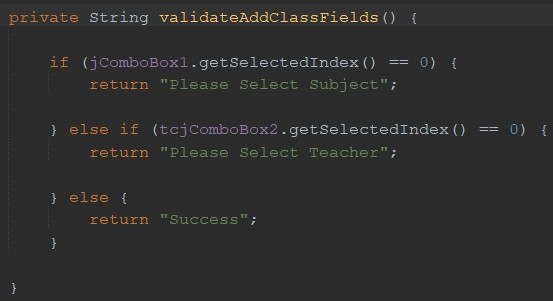 private String validateAddClassFields() {
if (jComboBox1.getSelectedIndex() == 0) {
return "Please Select Subject";
} else if (tcjComboBox2.getSelectedIndex() == 0) {
return "Please Select Teacher";
} else {
return "Success";
}
}